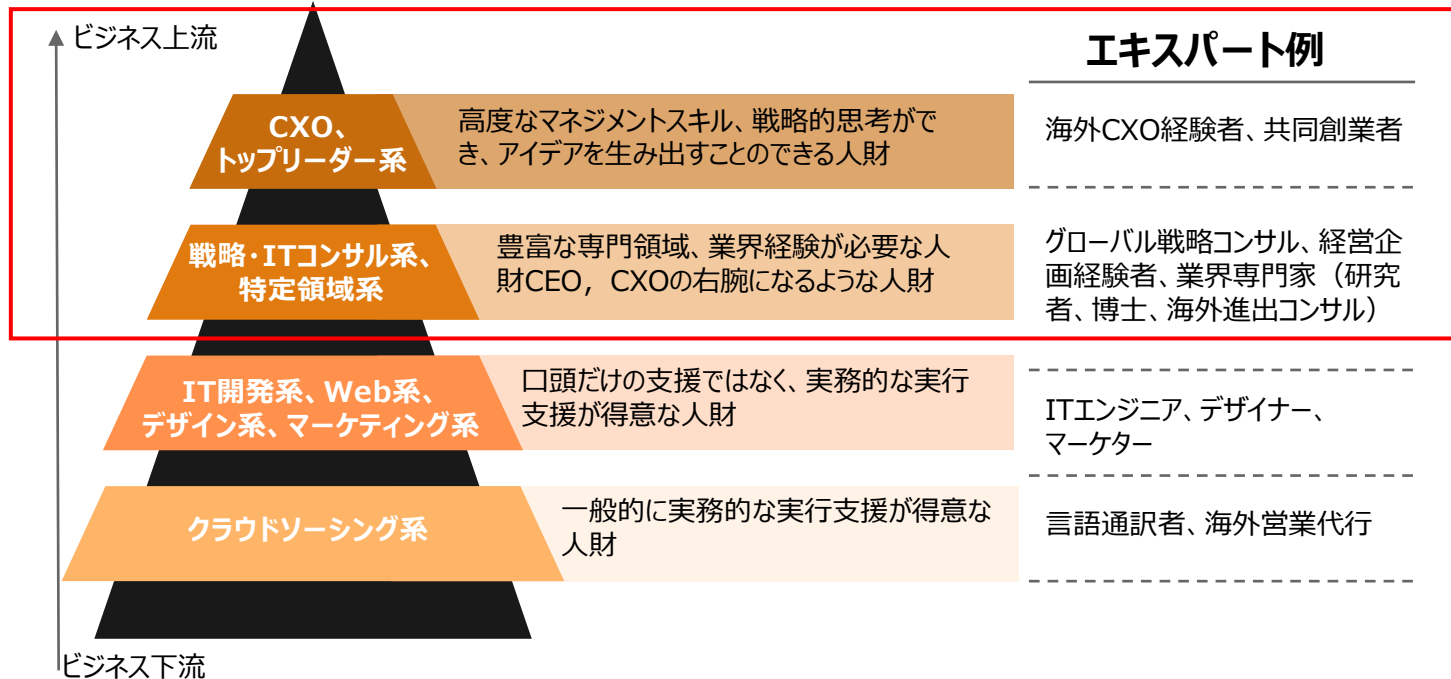 ビジネス上流
エキスパート例
CXO、
トップリーダー系
高度なマネジメントスキル、戦略的思考がで
き、アイデアを生み出すことのできる人財
海外CXO経験者、共同創業者
戦略・ITコンサル系、
特定領域系
豊富な専門領域、業界経験が必要な人
財CEO，CXOの右腕になるような人財
グローバル戦略コンサル、経営企
画経験者、業界専門家（研究
者、博士、海外進出コンサル）
IT開発系、Web系、
デザイン系、マーケティング系
口頭だけの支援ではなく、実務的な実行
支援が得意な人財
ITエンジニア、デザイナー、
マーケター
クラウドソーシング系
一般的に実務的な実行支援が得意な
人財
言語通訳者、海外営業代行
ビジネス下流